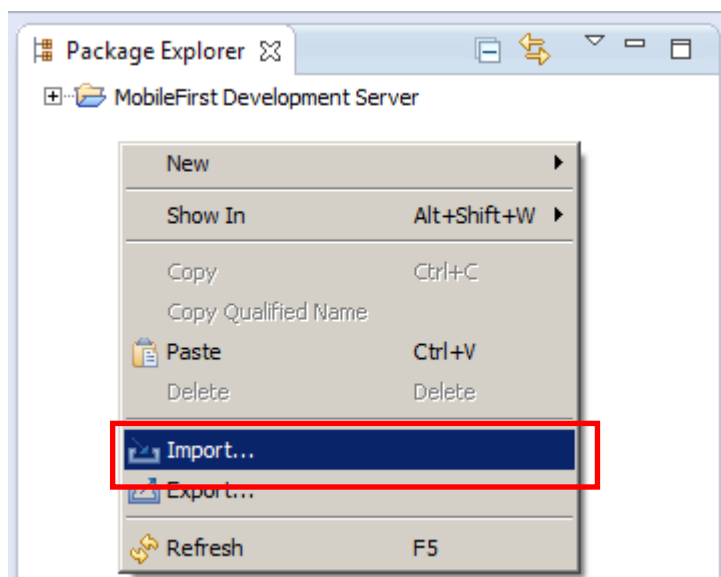 Package Explorer
MobileFirst Development Server
New
Show In Alt+Shift+W
Copy Ctrl+C
Copy Qualified Name
Paste Ctrl+V
Delete Delete
Import...
Export...
Refresh F5